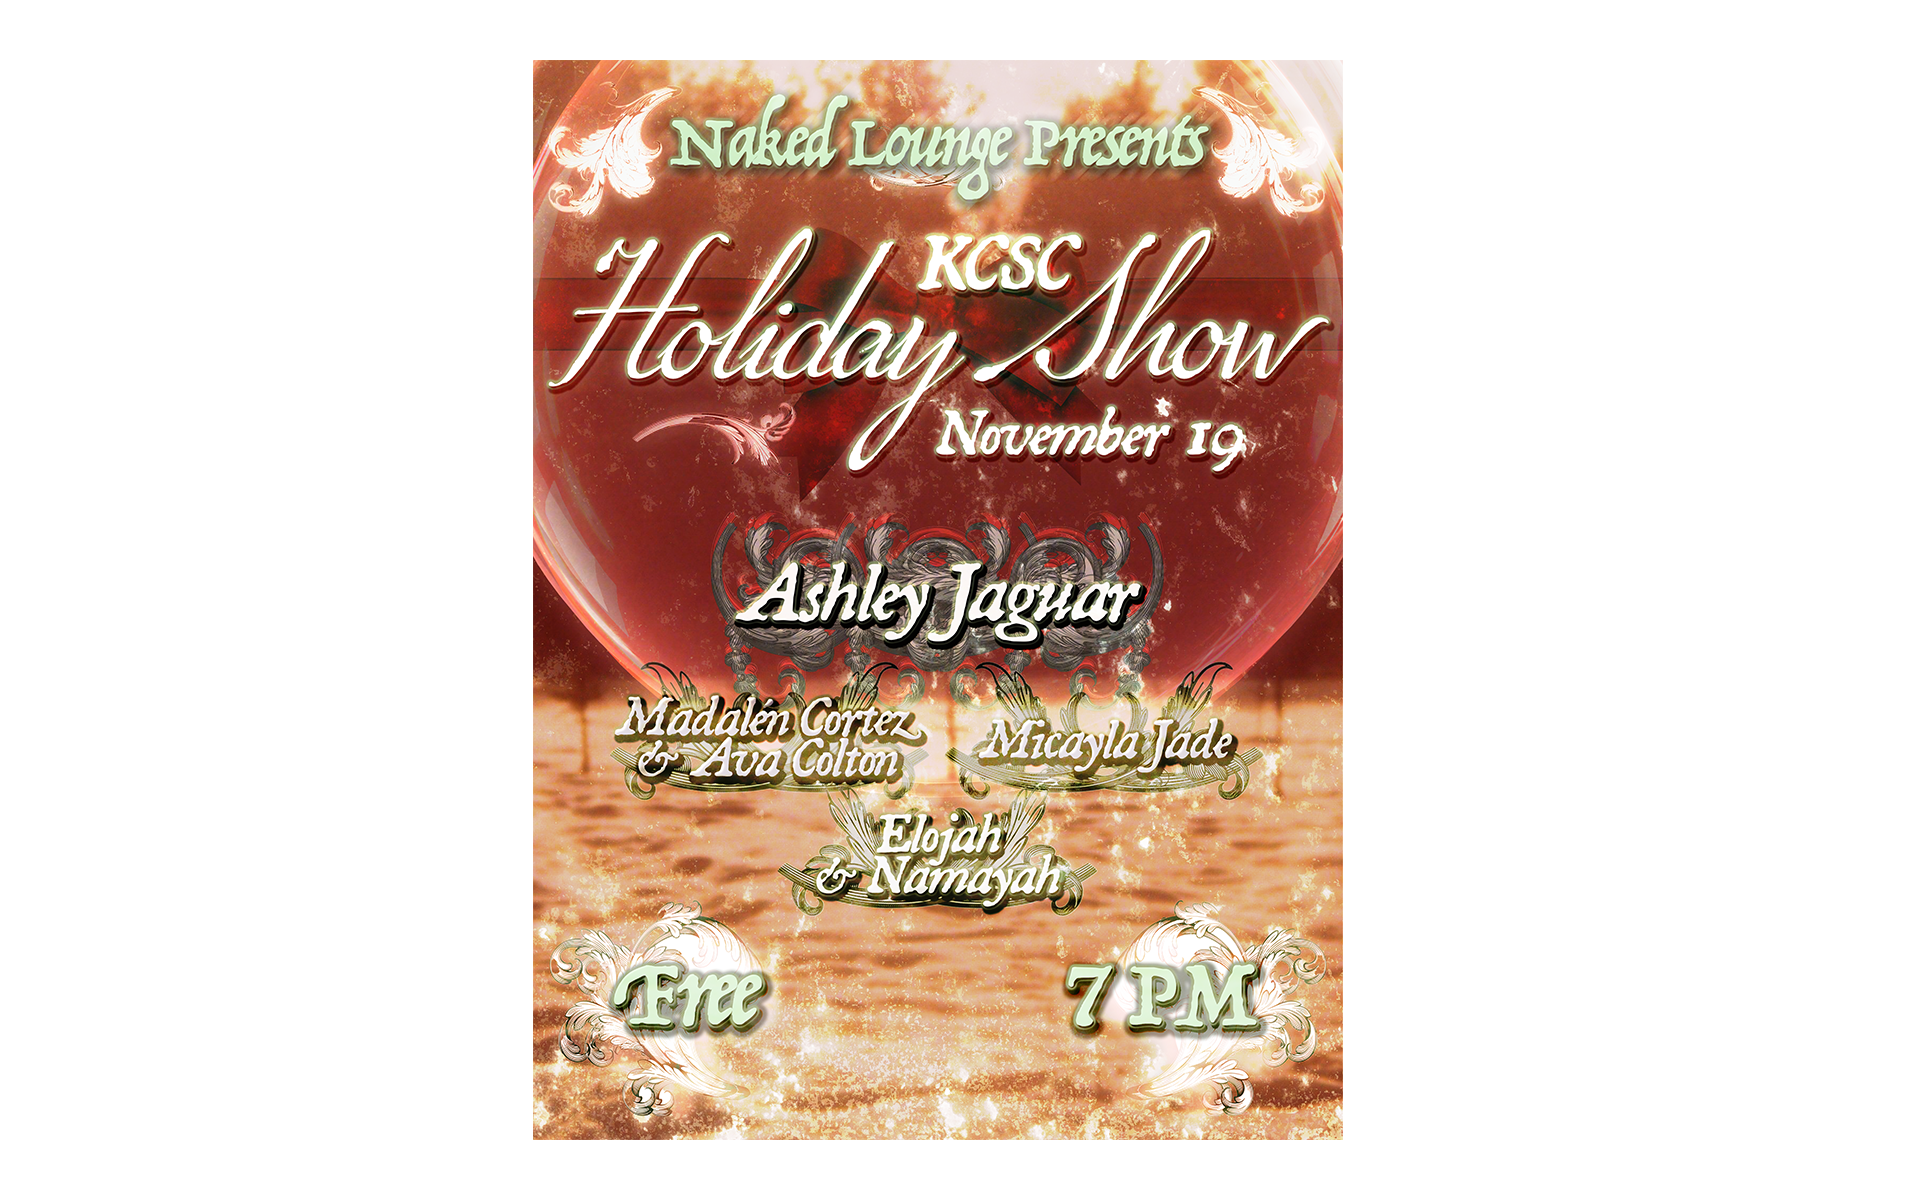 Naked Lounge Presents
KCSC
Holiday Show
November 19
Ashley Jaguar
Madalén Cortez
& Ava Colton
Micayla Jade
Elojah
& Namayah
Free
7 PM